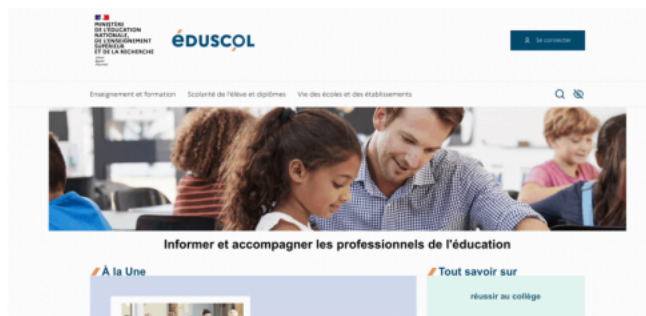 MINISTÈRE
DE L'ÉDUCATION
NATIONALE,
DE L'ENSEIGNEMENT
SUPÉRIEUR
ET DE LA RECHERCHE
éDUSCOL
Se connecter
Enseignement et formation Scolarité de l'élève et diplômes Vie des écoles et des établissements
Informer et accompagner les professionnels de l'éducation
À la Une
Tout savoir sur
réussir au collège